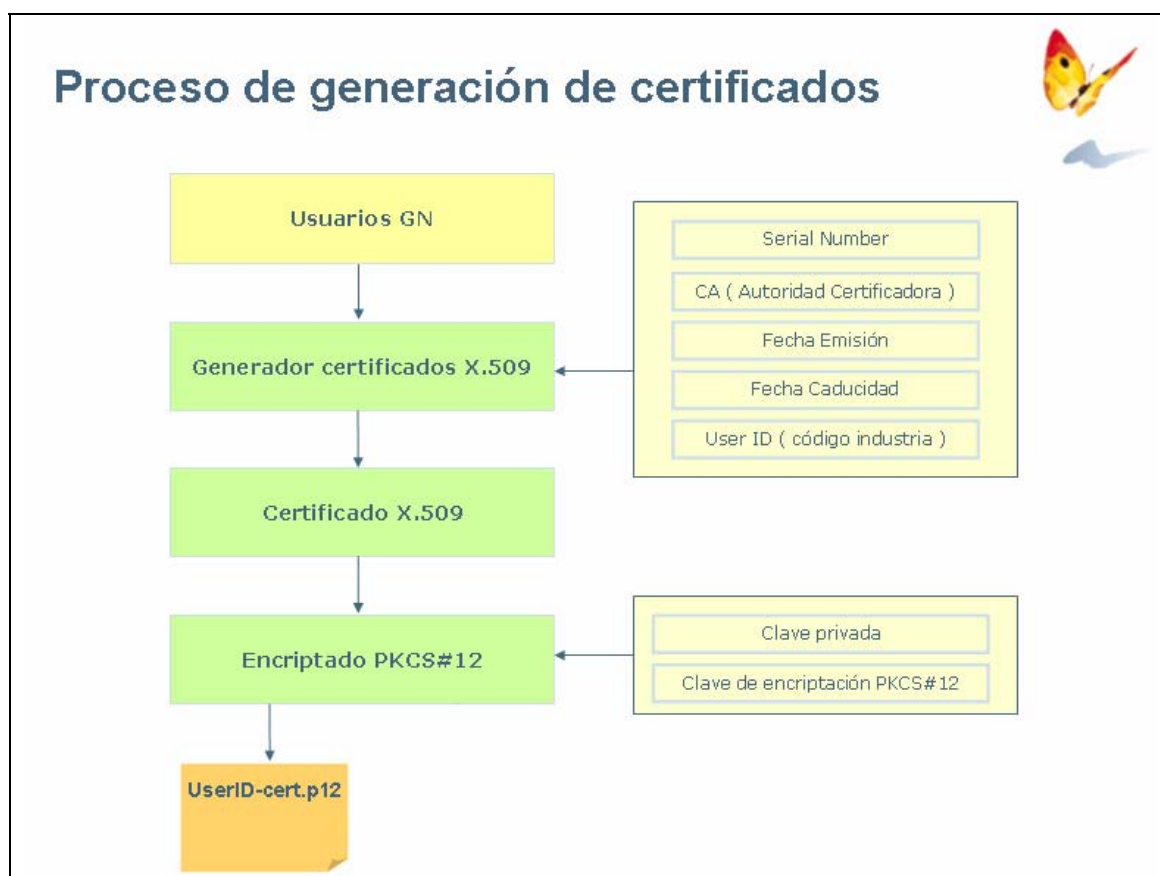 Proceso de generación de certificados
Usuarios GN
Serial Number
CA ( Autoridad Certificadora )
Fecha Emisión
Generador certificados X.509
Fecha Caducidad
User ID ( código industria )
Certificado X.509
Clave privada
Encriptado PKCS#12
Clave de encriptación PKCS#12
UserID-cert.p12